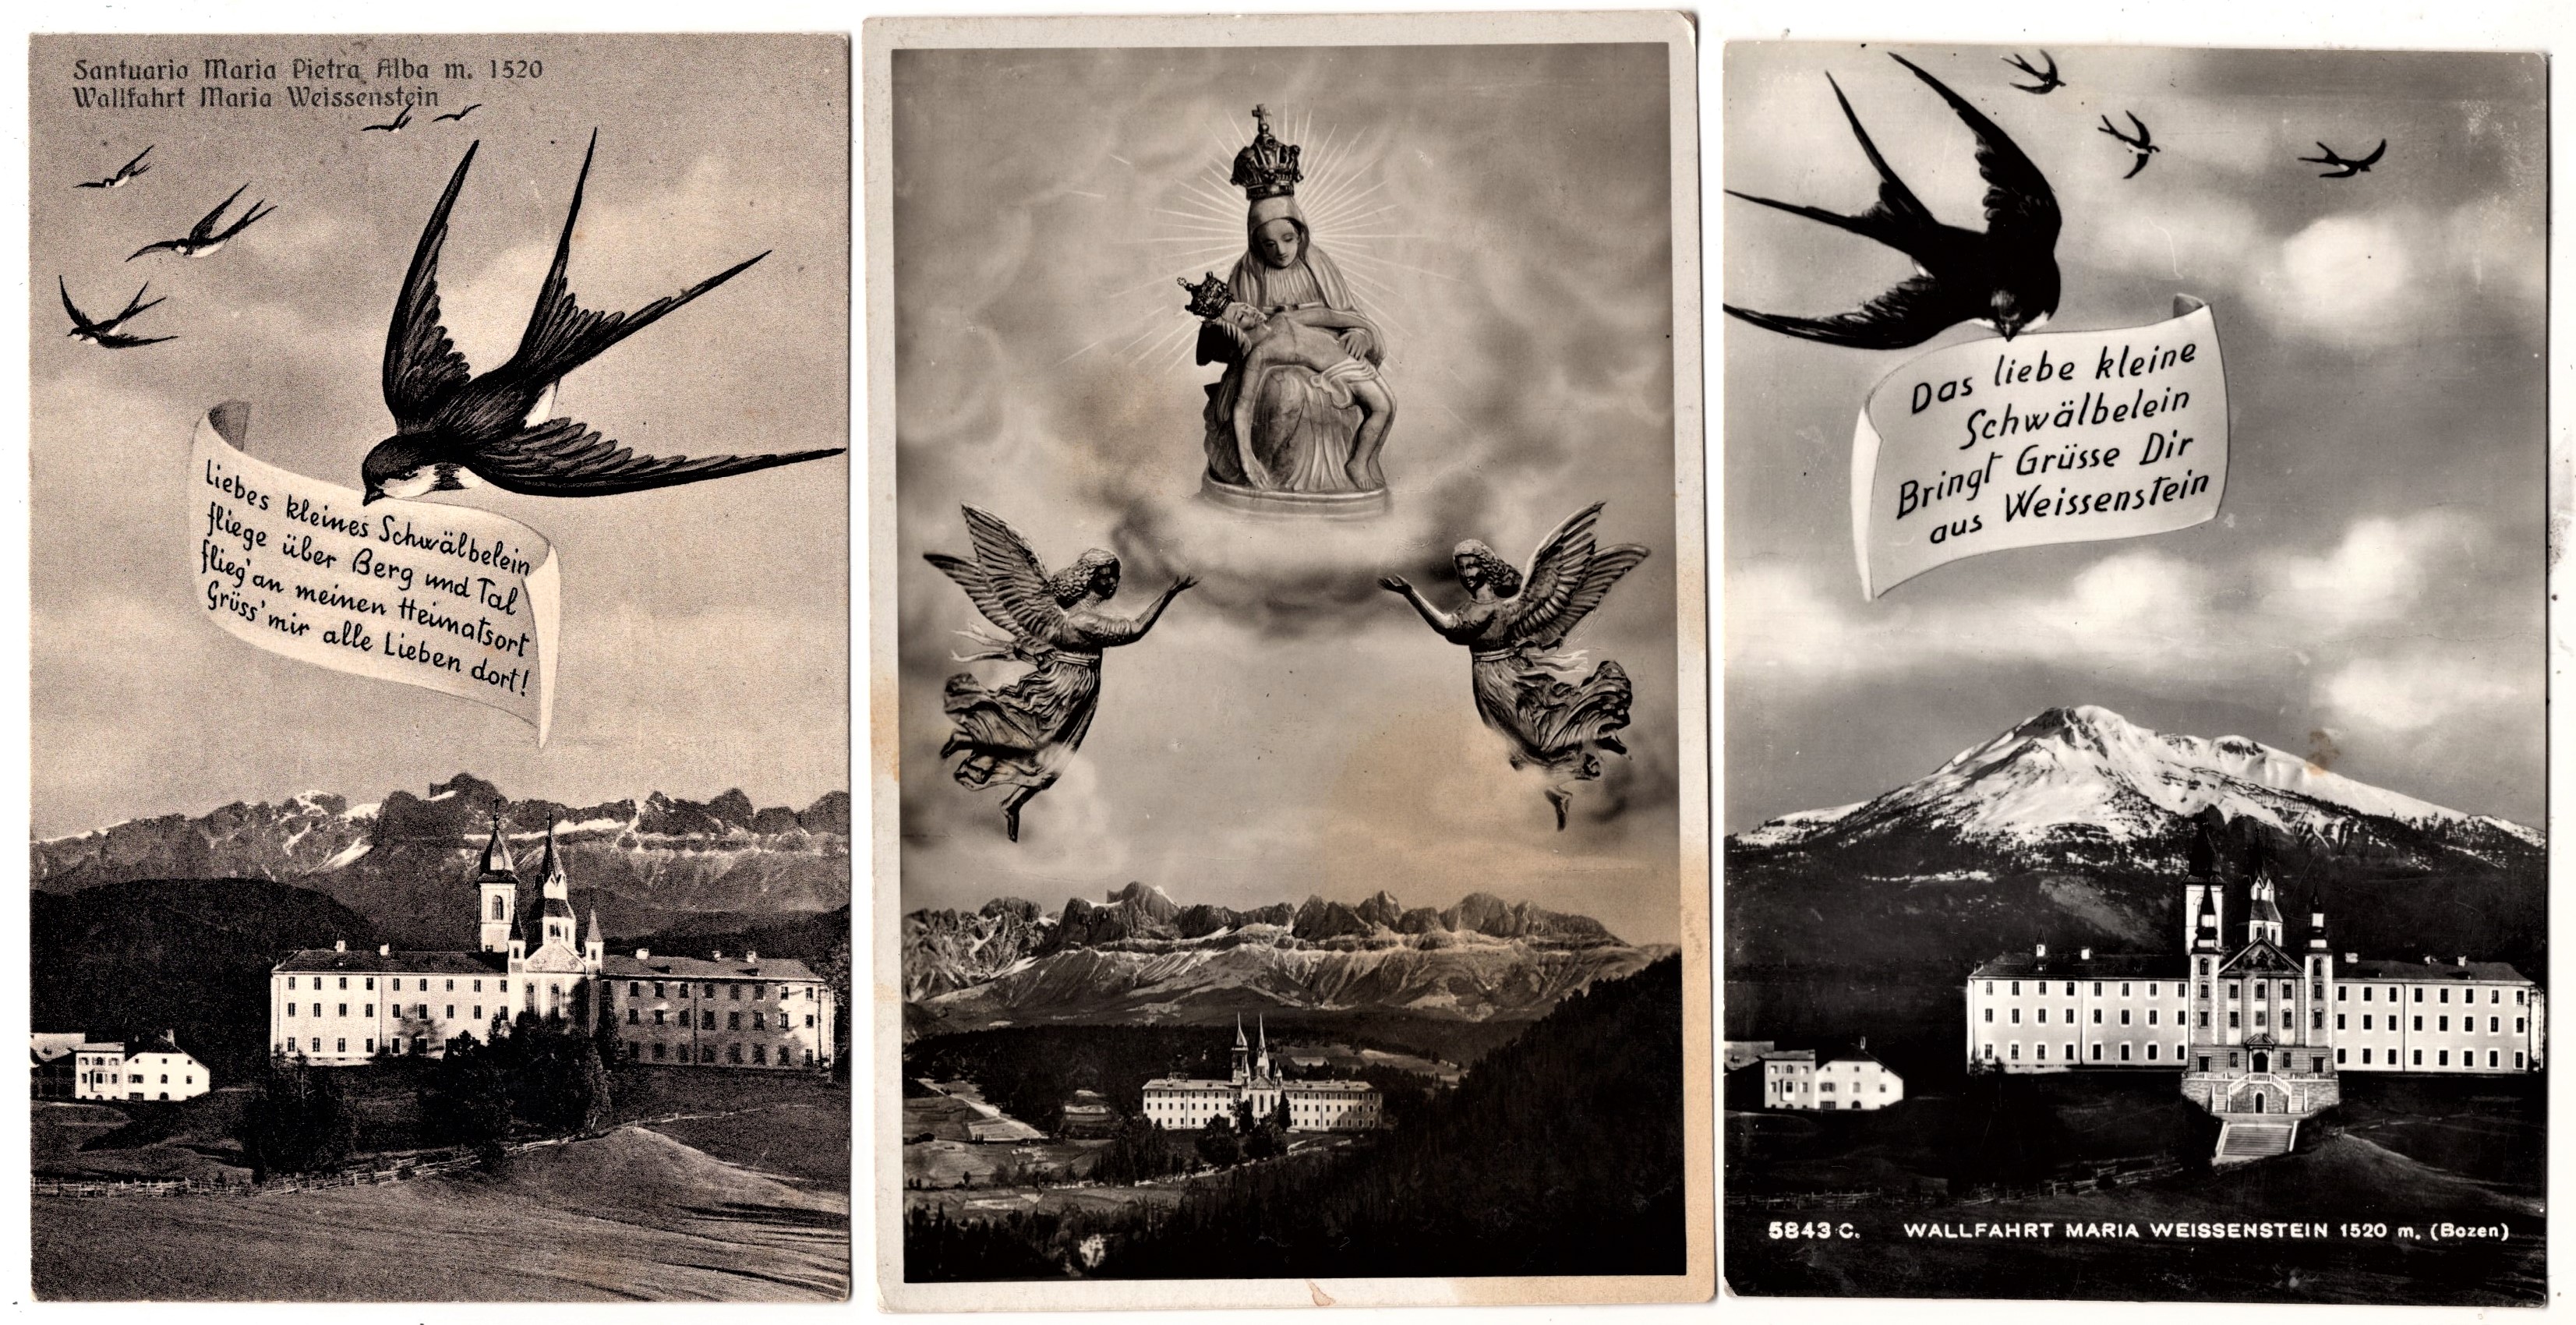 Santuario Maria Pietra Alba m. 1520
Wallfahrt Maria Weissenstein
Liebes kleines Schwälbelein
fliege über Berg und Tal
flieg' an meinen Heimatsort
Grüss' mir alle Lieben dort!
Das liebe kleine
Schwälbelein
Bringt Grüsse Dir
aus Weissenstein
5843 C. WALLFAHRT MARIA WEISSENSTEIN 1520 m. (Bozen)